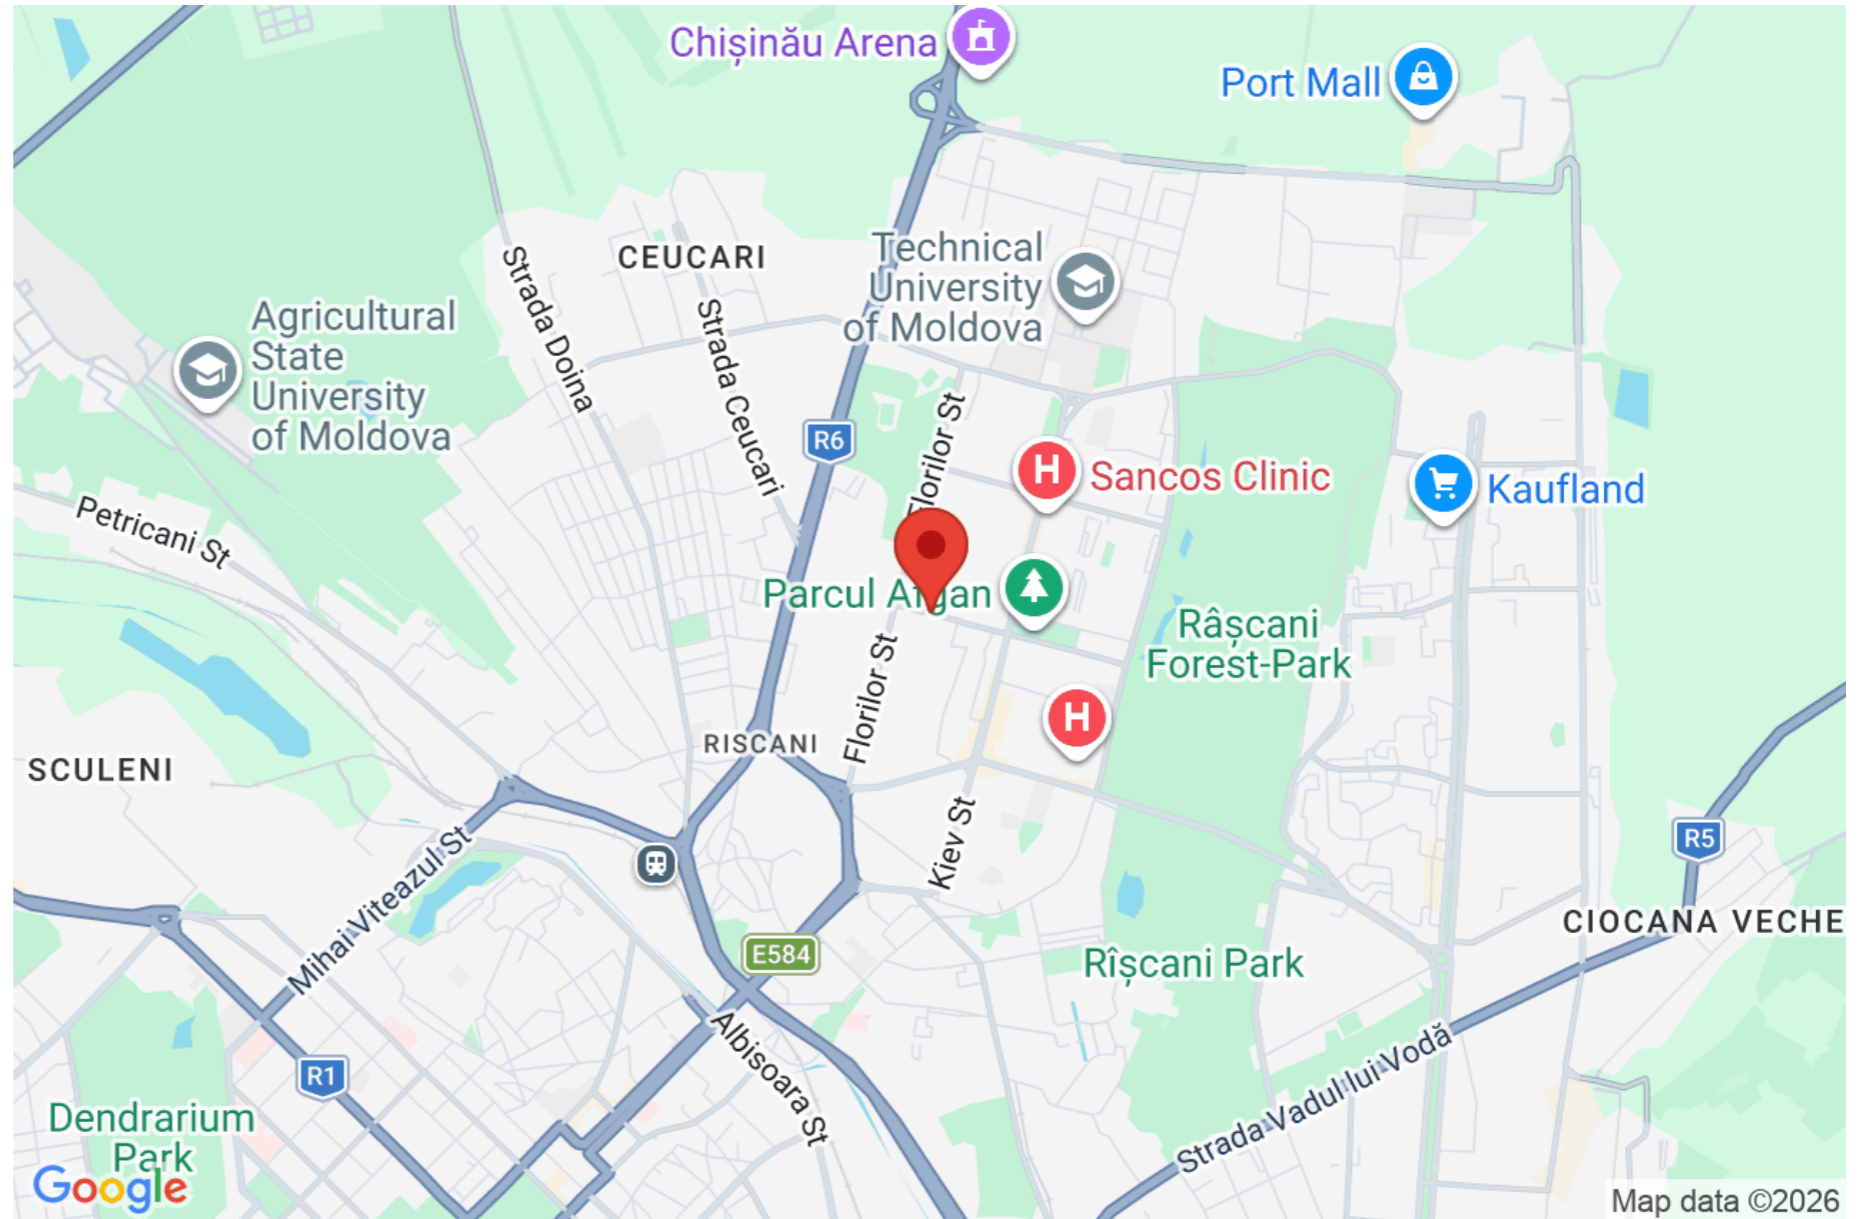 Chișinău Arena
Port Mall
CEUCARI
Technical
University
of Moldova
Strada Doina
Strada Ceucari
Agricultural
State
University
of Moldova
R6
Florilor St
Sancos Clinic
Kaufland
Petricani St
Parcul Afgan
Râșcani
Forest-Park
Florilor St
RISCANI
SCULENI
Kiev St
R5
Mihai Viteazul St
CIOCANA VECHE
E584
Rîșcani Park
R1
Albisoara St
Strada Vadul lui Vodă
Dendrarium
Park
Google
Map data ©2026
H
H